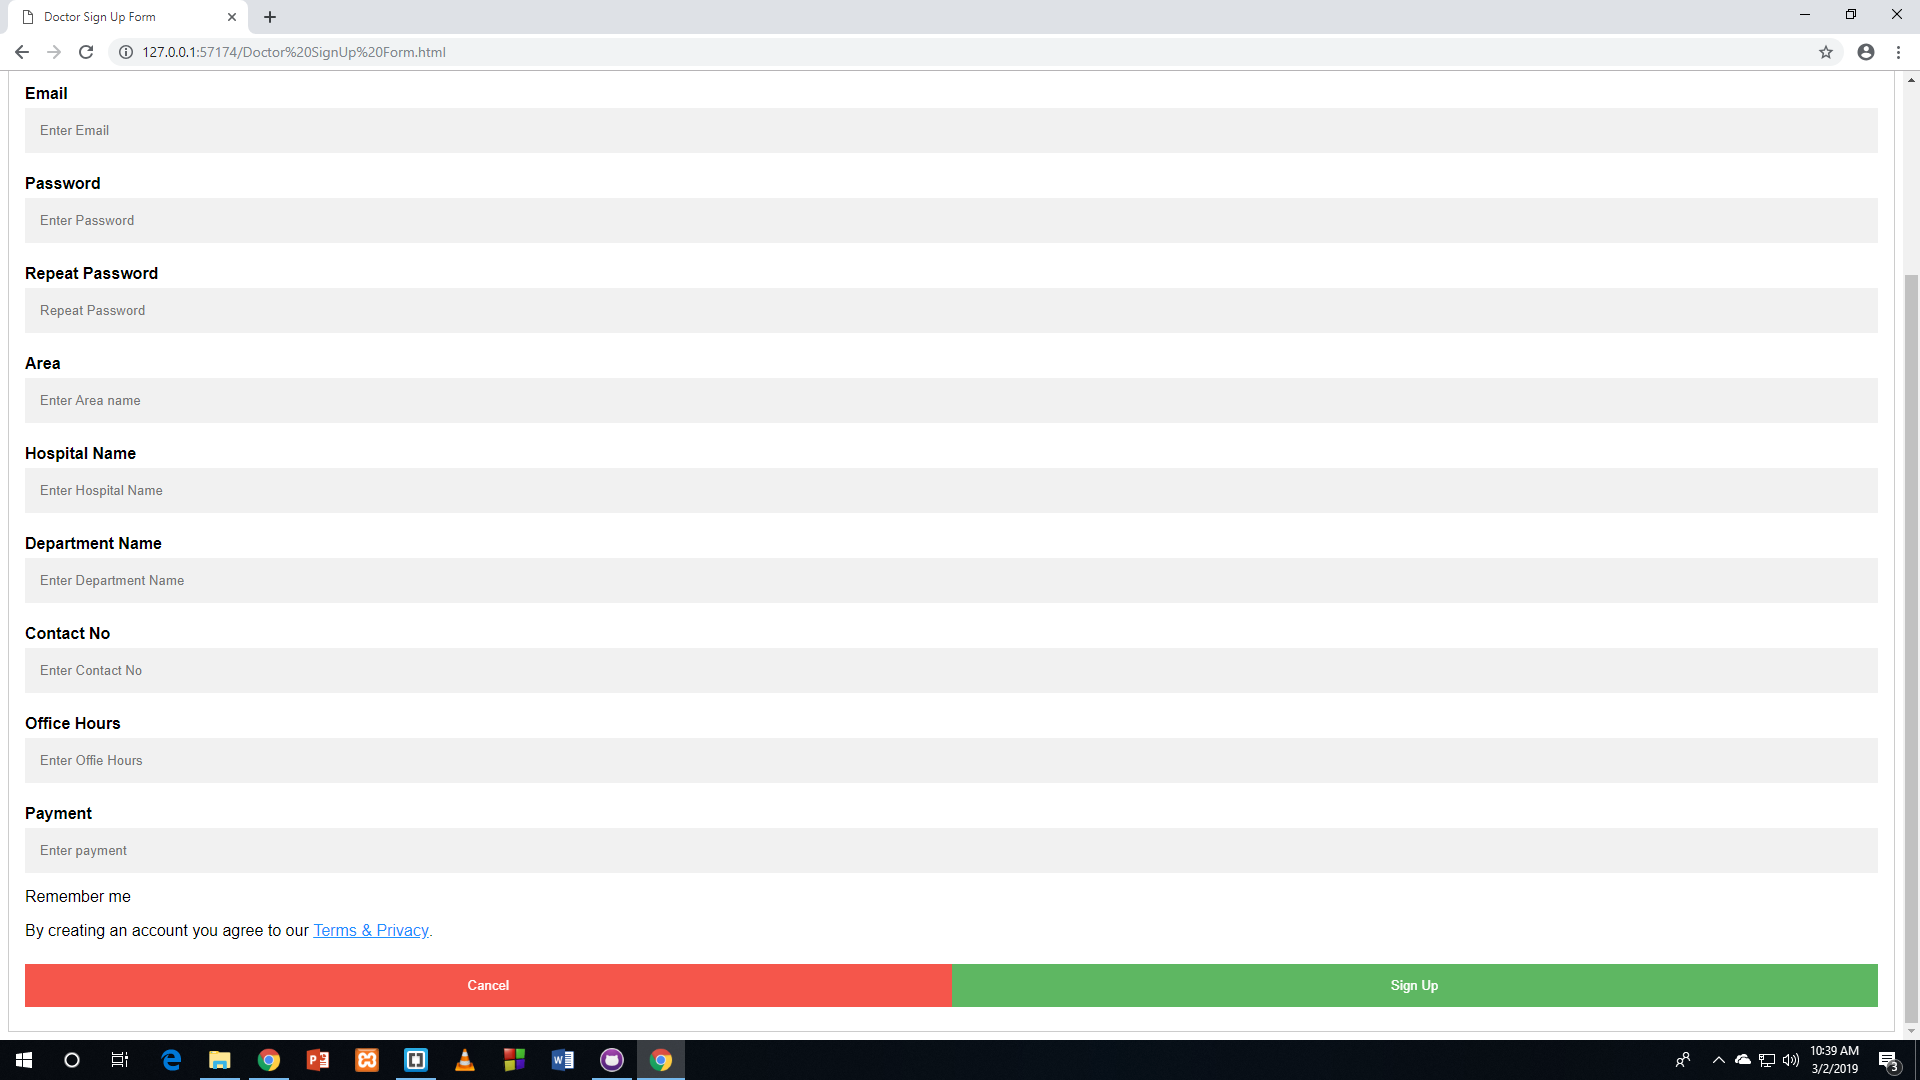 Doctor Sign Up Form
127.0.0.1:57174/Doctor%20SignUp%20Form.html
Email
Enter Email
Password
Enter Password
Repeat Password
Repeat Password
Area
Enter Area name
Hospital Name
Enter Hospital Name
Department Name
Enter Department Name
Contact No
Enter Contact No
Office Hours
Enter Offie Hours
Payment
Enter payment
Remember me
By creating an account you agree to our Terms & Privacy.
Cancel
Sign Up
10:39 AM
3/2/2019
3